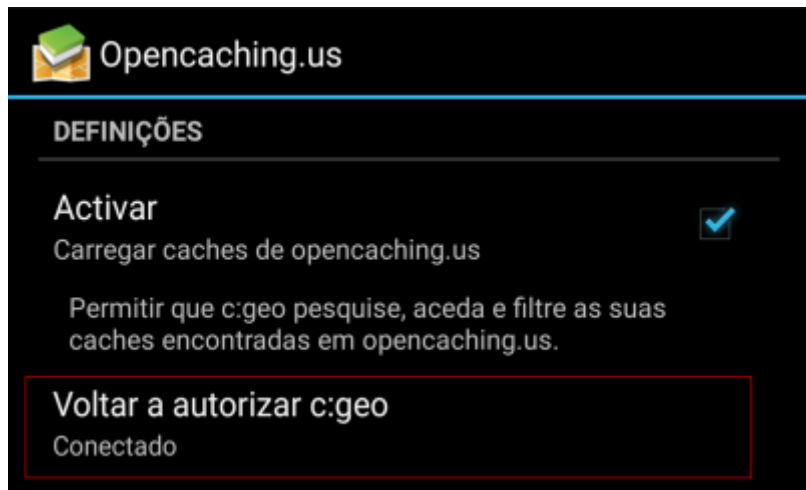 Opencaching.us
DEFINIÇÕES
Activar
Carregar caches de opencaching.us
Permitir que c:geo pesquise, aceda e filtre as suas
caches encontradas em opencaching.us.
Voltar a autorizar c:geo
Conectado